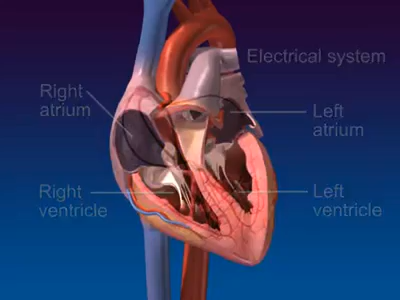 Electrical system
Right
atrium
Left
atrium
Right
ventricle
Left
ventricle